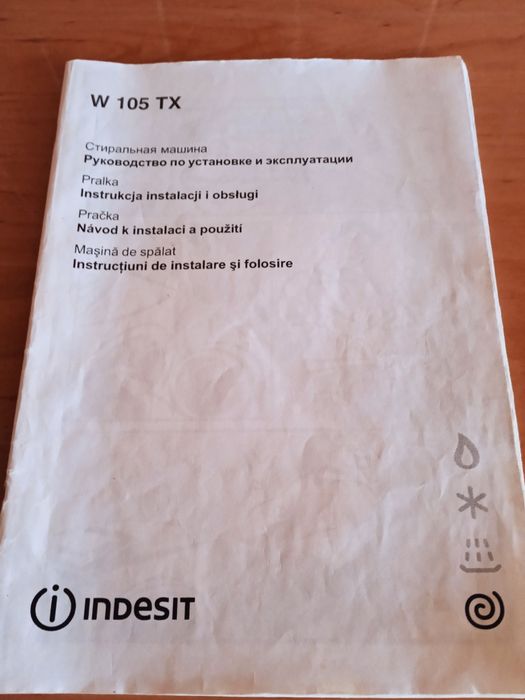 W 105 TX
Стиральная машина
Руководство по установке и эксплуатации
Pralka
Instrukcja instalacji i obsługi
Pračka
Návod k instalaci a použití
Maşină de spălat
Instrucţiuni de instalare şi folosire
INDESIT